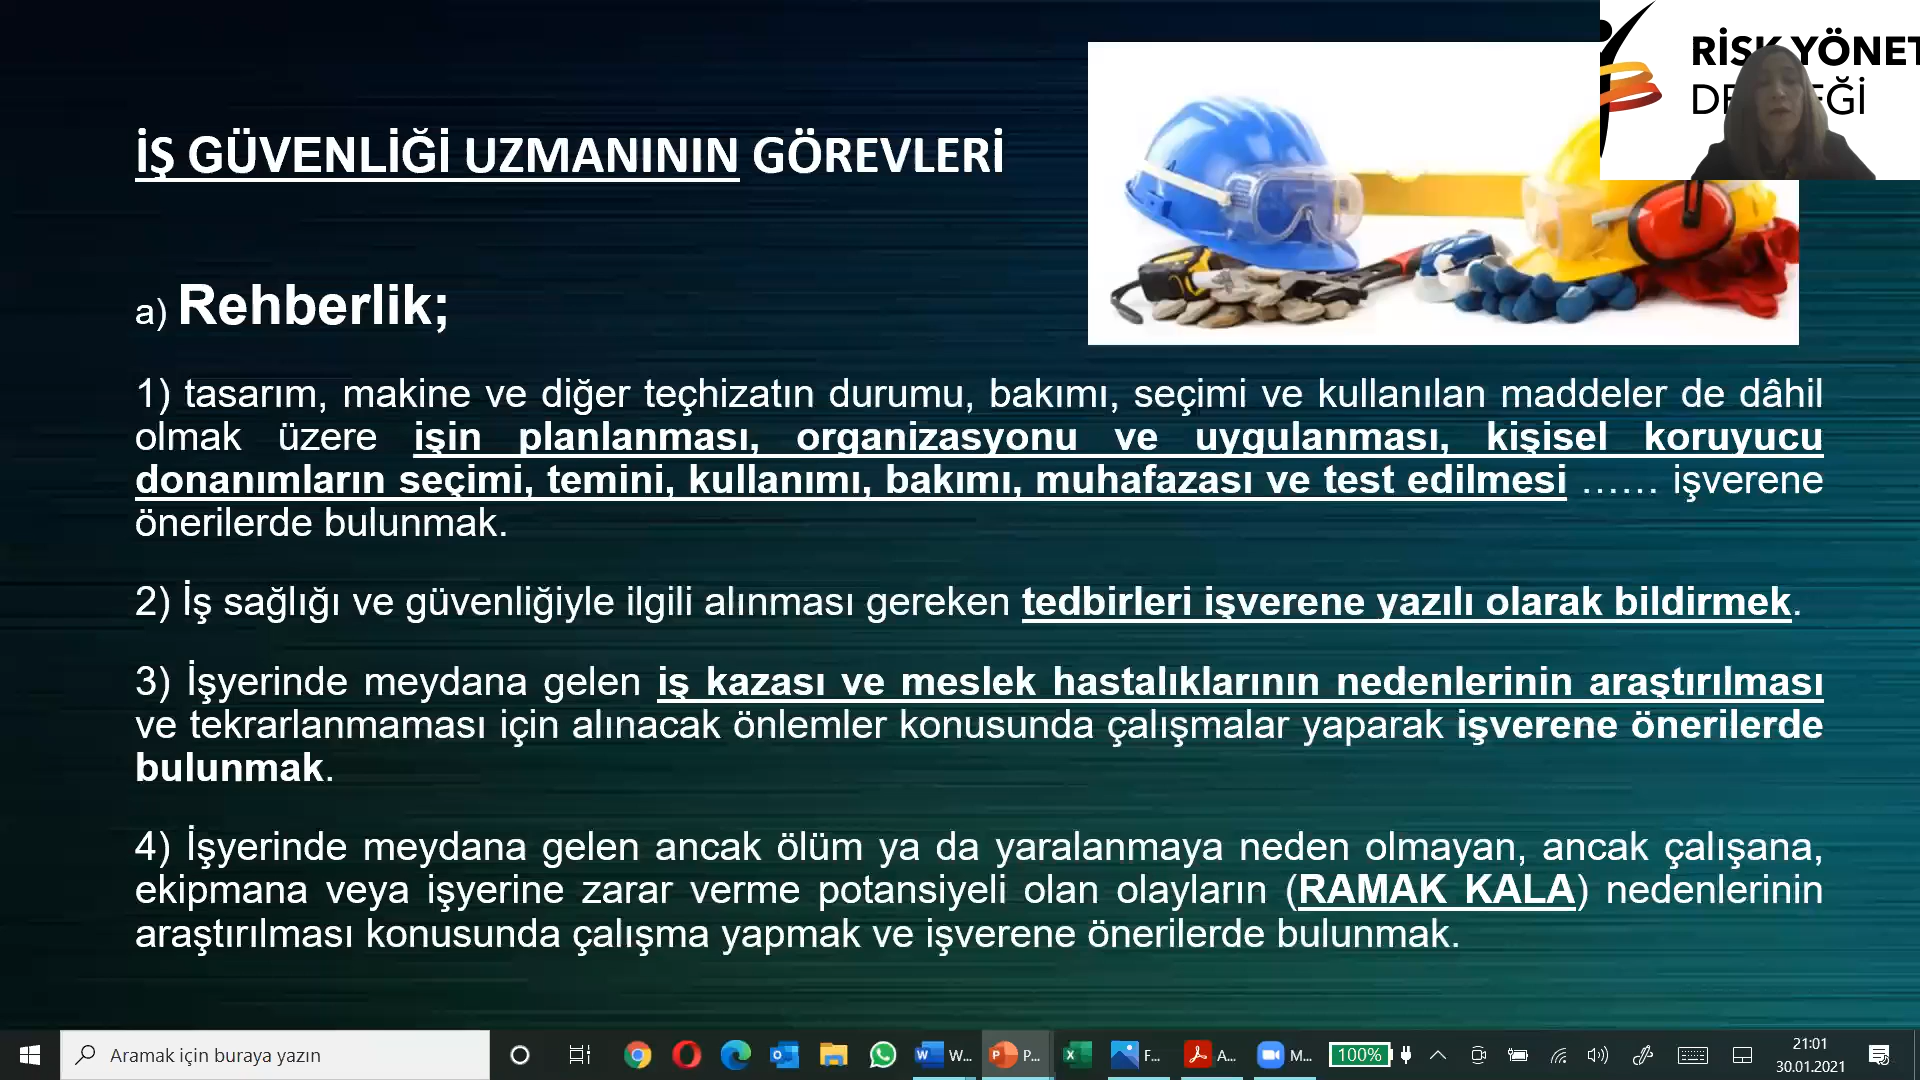 RİSK YÖNET
İŞ GÜVENLİĞİ UZMANININ GÖREVLERİ
a) Rehberlik;
1) tasarım, makine ve diğer teçhizatın durumu, bakımı, seçimi ve kullanılan maddeler de dâhil
olmak üzere işin planlanması, organizasyonu ve uygulanması, kişisel koruyucu
donanımların seçimi, temini, kullanımı, bakımı, muhafazası ve test edilmesi …… işverene
önerilerde bulunmak.
2) İş sağlığı ve güvenliğiyle ilgili alınması gereken tedbirleri işverene yazılı olarak bildirmek.
3) İşyerinde meydana gelen iş kazası ve meslek hastalıklarının nedenlerinin araştırılması
ve tekrarlanmaması için alınacak önlemler konusunda çalışmalar yaparak işverene önerilerde
bulunmak.
4) İşyerinde meydana gelen ancak ölüm ya da yaralanmaya neden olmayan, ancak çalışana,
ekipmana veya işyerine zarar verme potansiyeli olan olayların (RAMAK KALA) nedenlerinin
araştırılması konusunda çalışma yapmak ve işverene önerilerde bulunmak.
Aramak için buraya yazın
W...
P...
F...
A...
M...
100%
21:01
30.01.2021